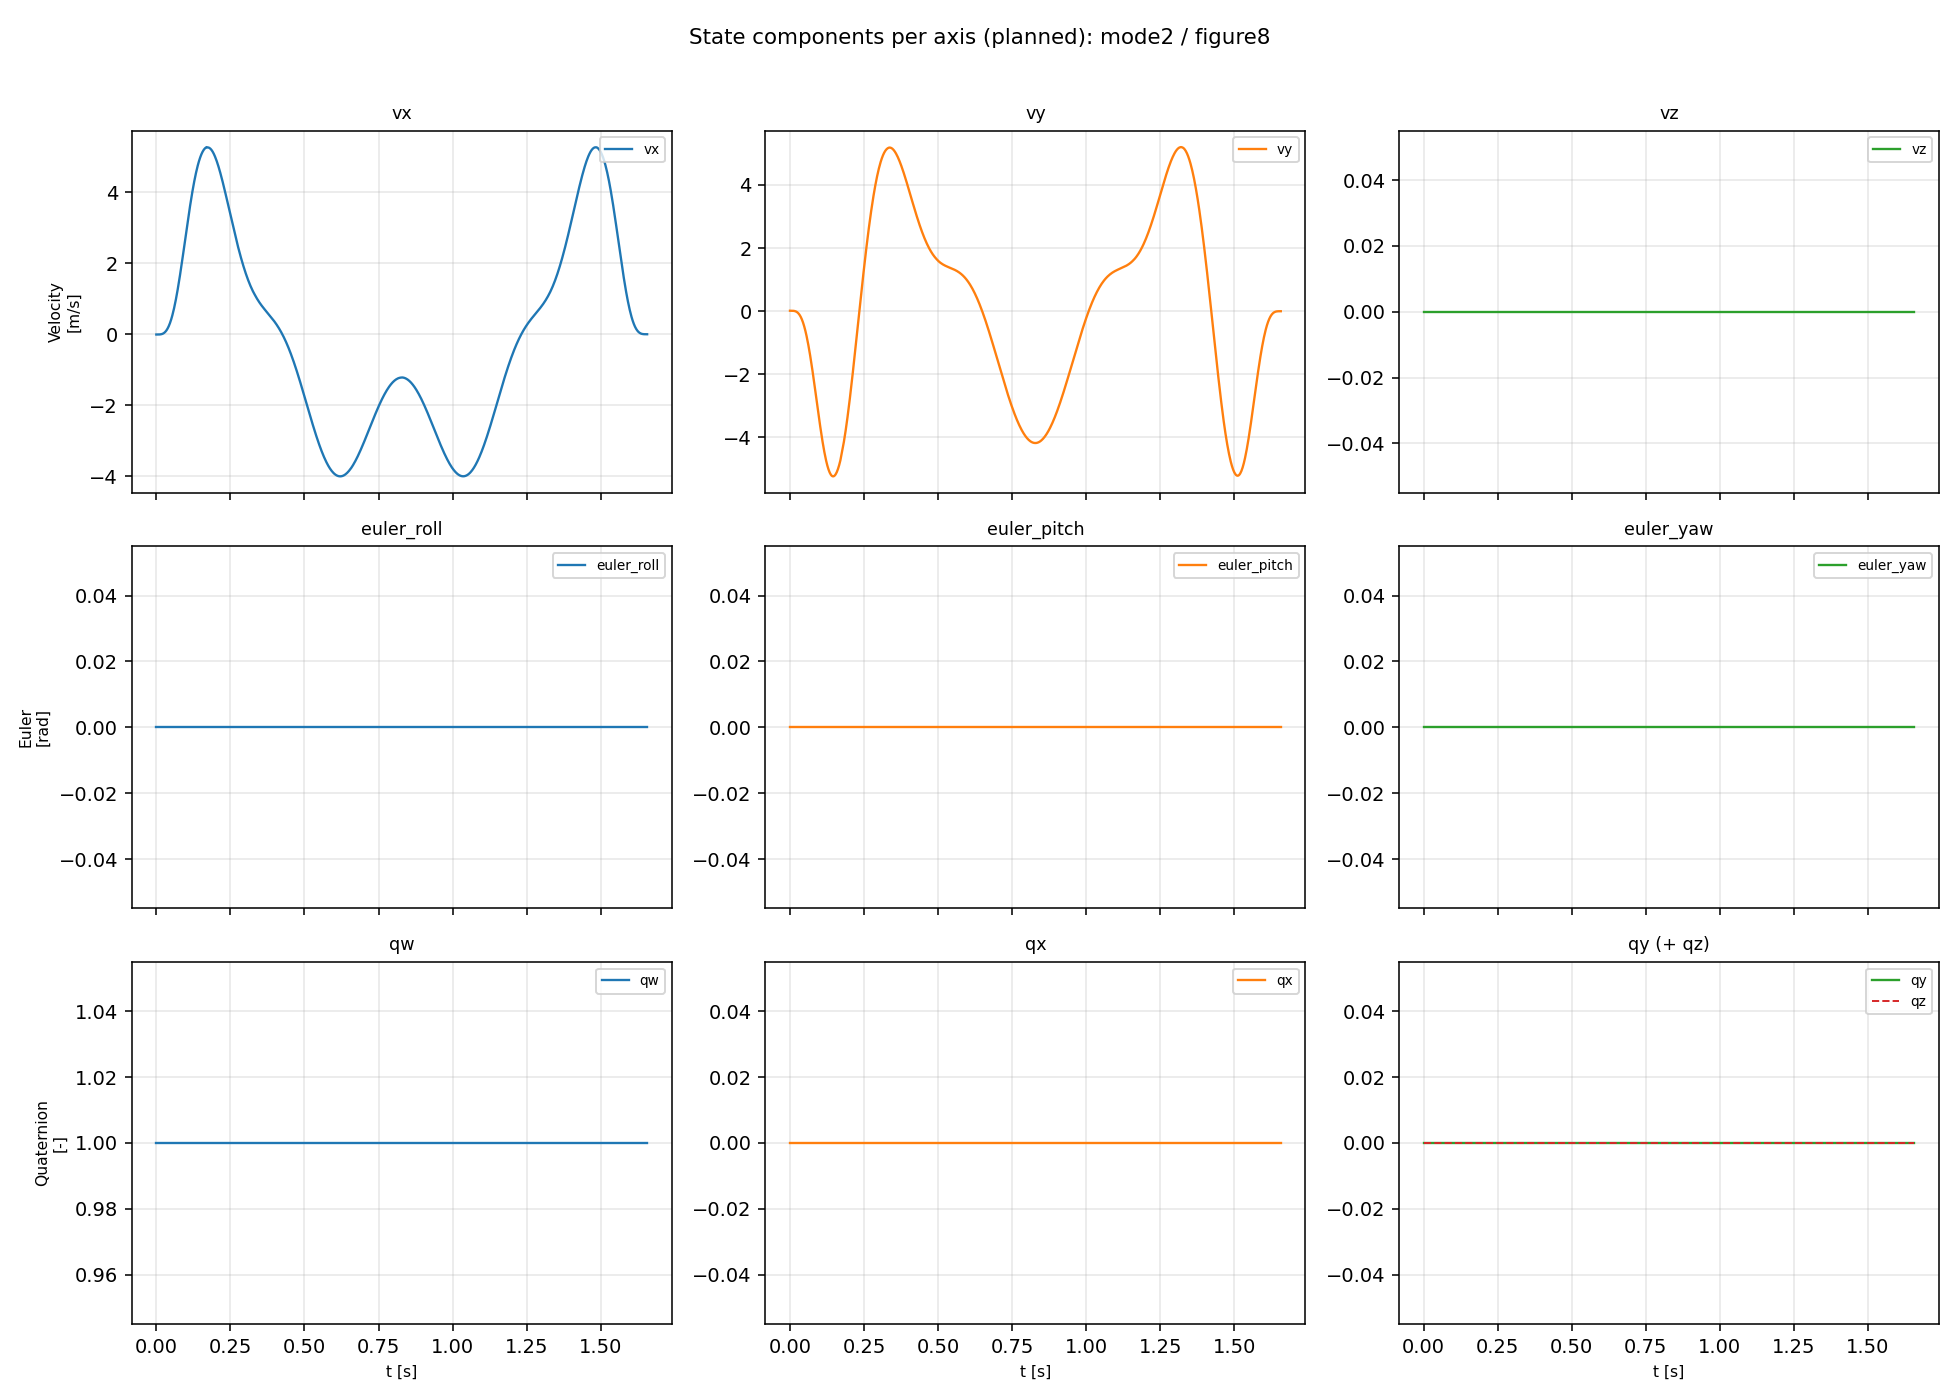 State components per axis (planned): mode2 / figure8
vx
vy
vz
Velocity
[m/s]
4
2
0
−2
−4
vx
4
2
0
−2
−4
vy
0.04
0.02
0.00
−0.02
−0.04
vz
euler_roll
euler_pitch
euler_yaw
Euler
[rad]
0.04
0.02
0.00
−0.02
−0.04
euler_roll
0.04
0.02
0.00
−0.02
−0.04
euler_pitch
0.04
0.02
0.00
−0.02
−0.04
euler_yaw
qw
qx
qy (+ qz)
Quaternion
[-]
1.04
1.02
1.00
0.98
0.96
qw
0.04
0.02
0.00
−0.02
−0.04
qx
0.04
0.02
0.00
−0.02
−0.04
qy
qz
0.00 0.25 0.50 0.75 1.00 1.25 1.50
0.00 0.25 0.50 0.75 1.00 1.25 1.50
0.00 0.25 0.50 0.75 1.00 1.25 1.50
t [s]
t [s]
t [s]